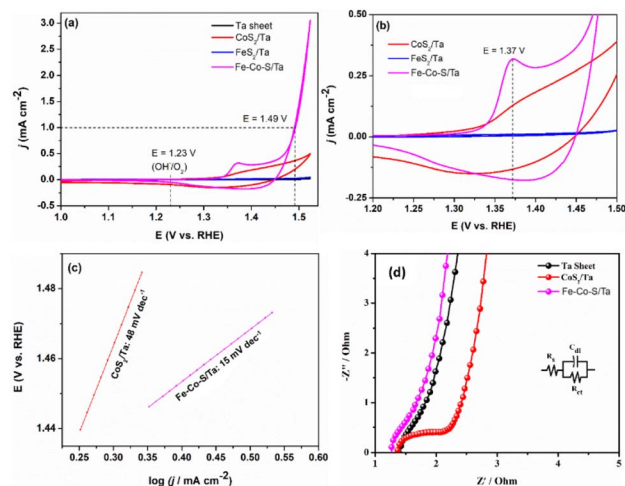 (a)
Ta sheet
CoS2/Ta
FeS2/Ta
Fe-Co-S/Ta
E = 1.49 V
E = 1.23 V
(OH-/O2)
3.0
2.5
2.0
1.5
1.0
0.5
0.0
-0.5
j (mA cm-2)
1.0 1.1 1.2 1.3 1.4 1.5
E (V vs. RHE)
(b)
CoS2/Ta
FeS2/Ta
Fe-Co-S/Ta
E = 1.37 V
0.50
0.25
0.00
-0.25
j (mA cm-2)
1.20 1.25 1.30 1.35 1.40 1.45 1.50
E (V vs. RHE)
(c)
CoS2/Ta: 48 mV dec-1
Fe-Co-S/Ta: 15 mV dec-1
1.48
1.46
1.44
E (V vs. RHE)
0.25 0.30 0.35 0.40 0.45 0.50 0.55 0.60
log (j / mA cm-2)
(d)
Ta Sheet
CoS2/Ta
Fe-Co-S/Ta
Rs
Cdl
Rct
4
3
2
1
0
-Z'' / Ohm
1 2 3 4 5
Z' / Ohm